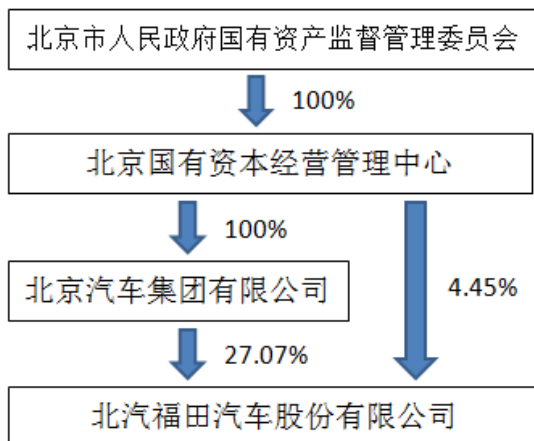 北京市人民政府国有资产监督管理委员会
100%
北京国有资本经营管理中心
100%
北京汽车集团有限公司
4.45%
27.07%
北汽福田汽车股份有限公司